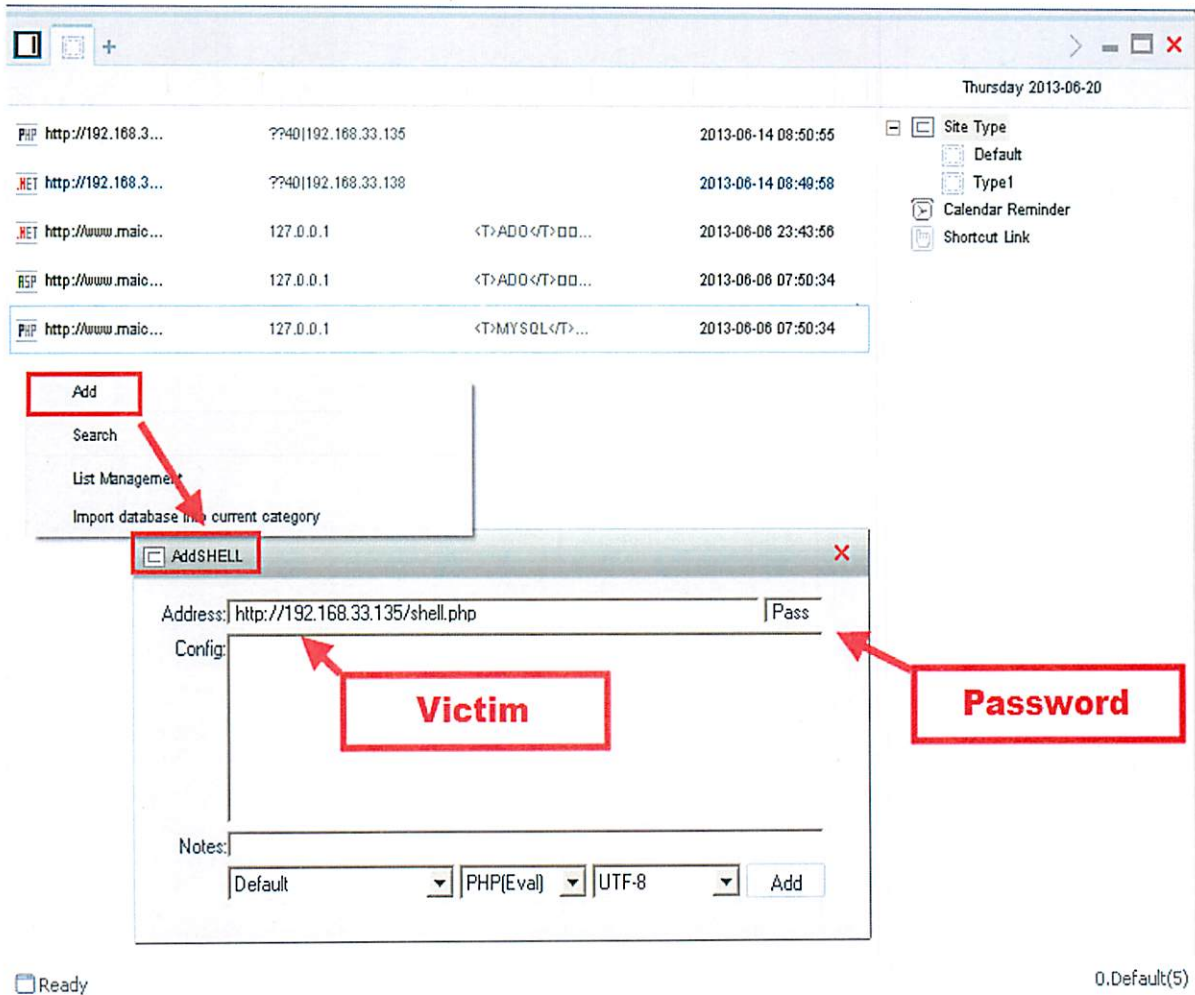 +
Thursday 2013-06-20
PHP http://192.168.3... ??40|192.168.33.135 2013-06-14 08:50:55
.NET http://192.168.3... ??40|192.168.33.138 2013-06-14 08:49:58
.NET http://www.maic... 127.0.0.1 <T>ADO</T>□□... 2013-06-06 23:43:56
ASP http://www.maic... 127.0.0.1 <T>ADO</T>□□... 2013-06-06 07:50:34
PHP http://www.maic... 127.0.0.1 <T>MYSQL</T>... 2013-06-06 07:50:34
Site Type
Default
Type1
Calendar Reminder
Shortcut Link
Add
Search
List Management
Import database into current category
AddSHELL
Address: http://192.168.33.135/shell.php Pass
Config:
Victim
Password
Notes:
Default PHP(Eval) UTF-8 Add
Ready
0.Default(5)